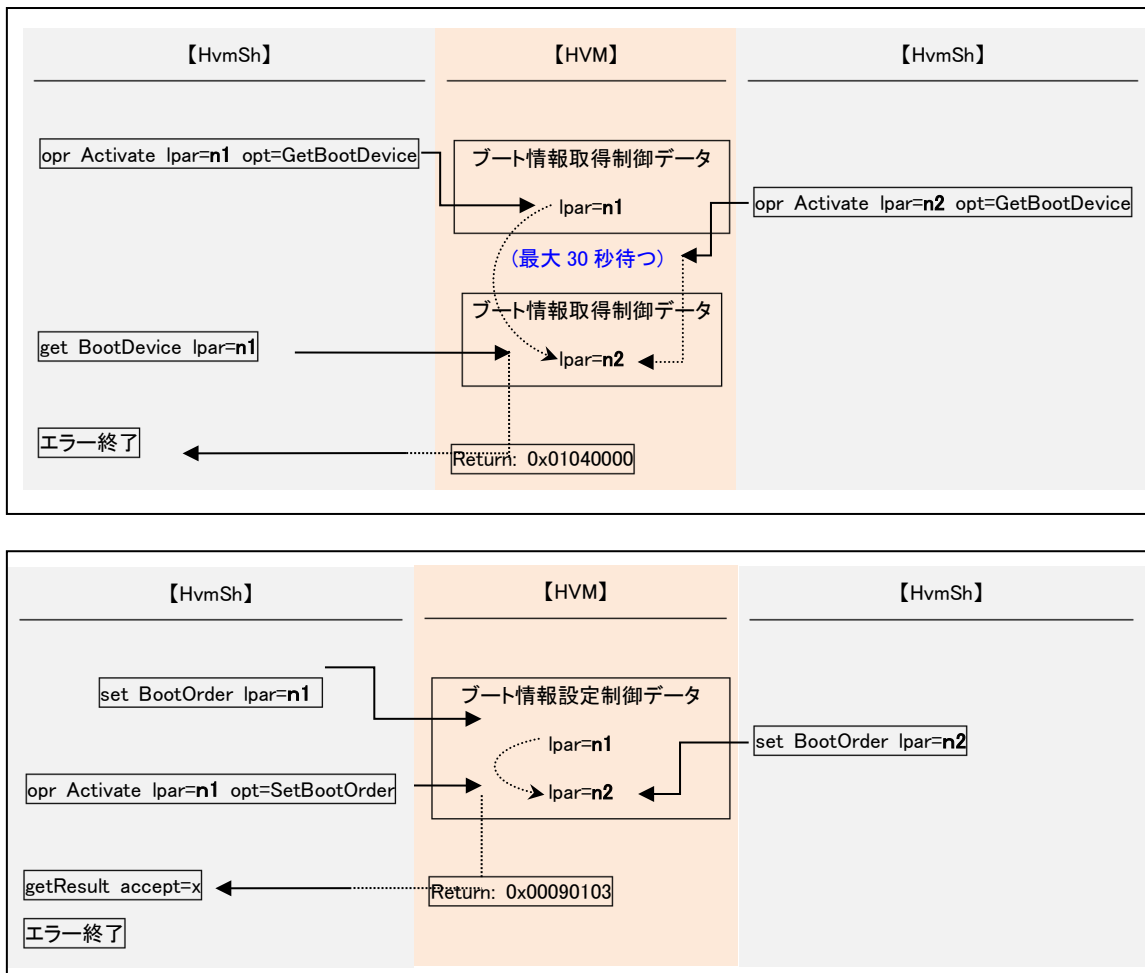 【HvmSh】 【HVM】 【HvmSh】
opr Activate lpar=n1 opt=GetBootDevice
ブート情報取得制御データ
lpar=n1
opr Activate lpar=n2 opt=GetBootDevice
(最大 30 秒待つ)
ブート情報取得制御データ
get BootDevice lpar=n1
lpar=n2
エラー終了
Return: 0x01040000
【HvmSh】 【HVM】 【HvmSh】
set BootOrder lpar=n1
ブート情報設定制御データ
lpar=n1
set BootOrder lpar=n2
opr Activate lpar=n1 opt=SetBootOrder
lpar=n2
getResult accept=x
Return: 0x00090103
エラー終了